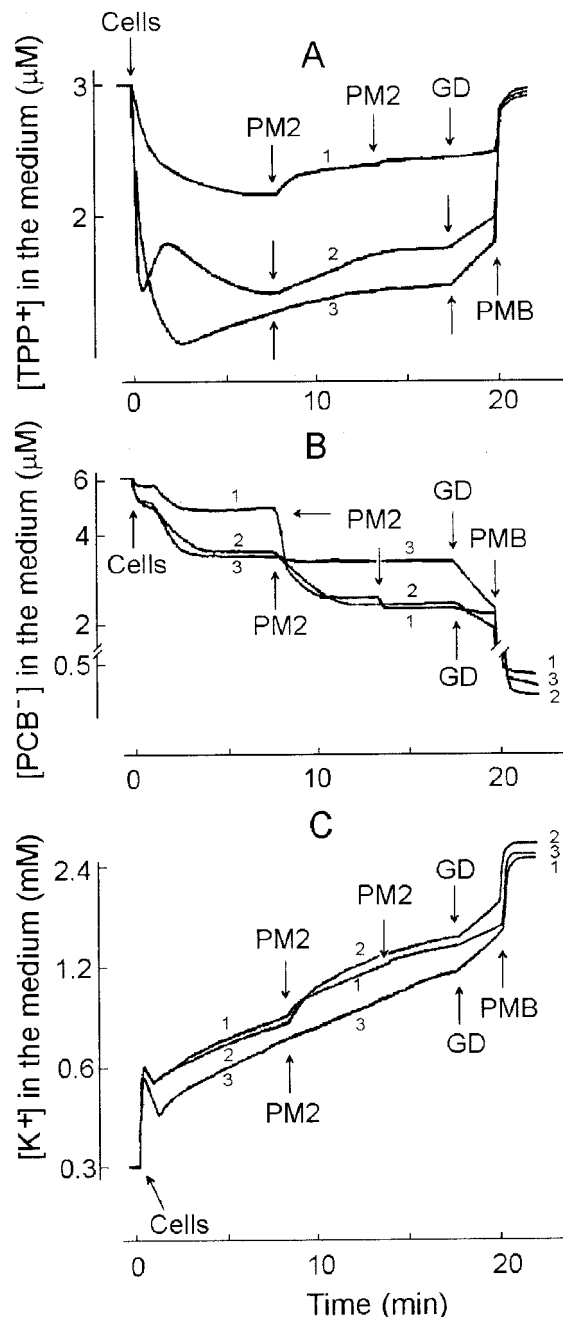 Cells
A
[TPP+] in the medium (µM)
3
2
PM2
PM2
GD
1
2
3
PMB
0
10
20
B
[PCB-] in the medium (µM)
6
4
2
0.5
Cells
1
2
3
PM2
PM2
GD
PMB
3
2
1
GD
1
3
2
0
10
20
C
[K+] in the medium (mM)
2.4
1.2
0.6
0.3
Cells
1
2
3
PM2
PM2
PM2
GD
2
1
3
GD
PMB
2
3
1
0
10
20
Time (min)